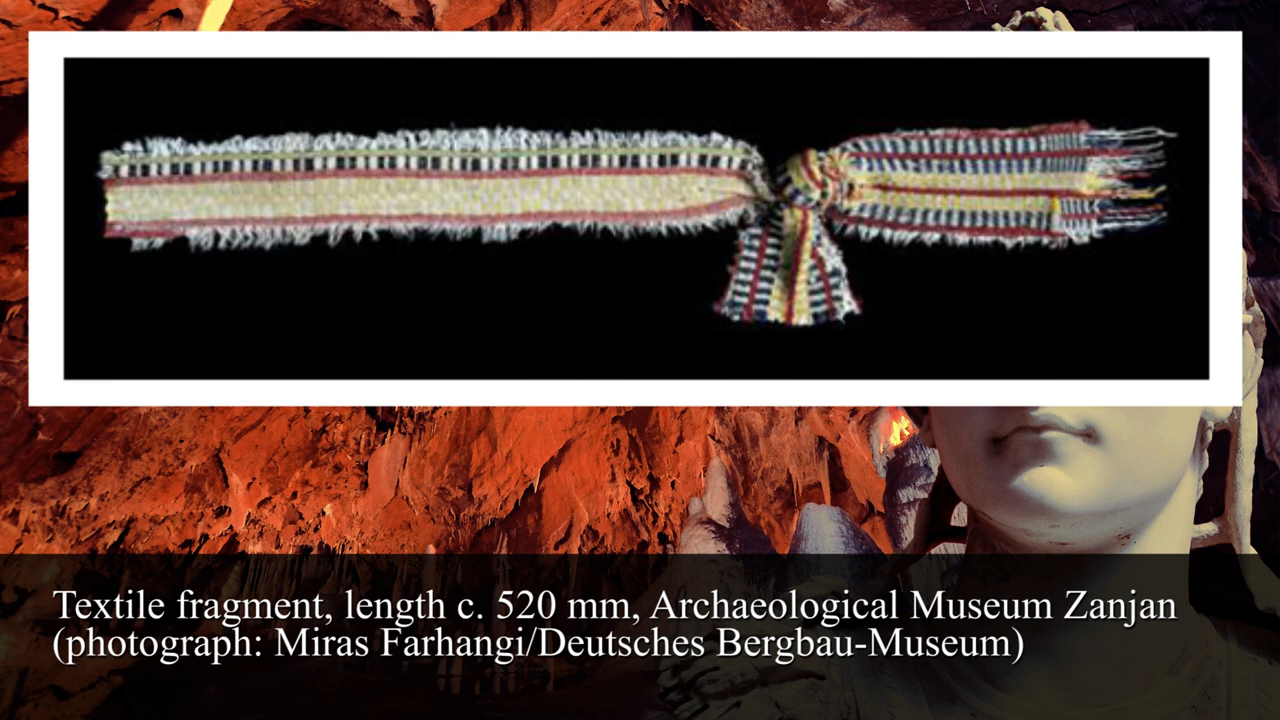 Textile fragment, length c. 520 mm, Archaeological Museum Zanjan
(photograph: Miras Farhangi/Deutsches Bergbau-Museum)